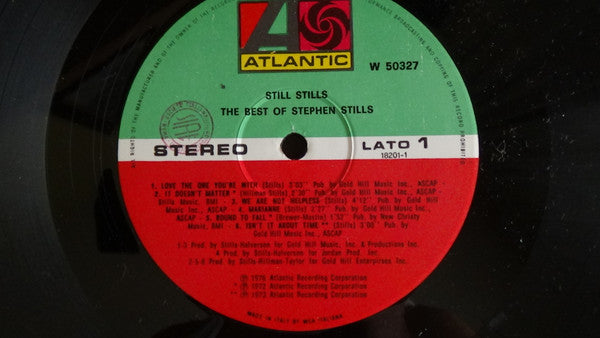 ATLANTIC
W 50327
STILL STILLS
THE BEST OF STEPHEN STILLS
STEREO
LATO 1
18201-1
1. LOVE THE ONE YOU'RE WITH (Stills) 3'03" Pub. by Gold Hill Music Inc., ASCAP -
2. IT DOESN'T MATTER * (Hillman-Stills) 2'30" Pub. by Gold Hill Music Inc., ASCAP -
Stills Music, BMI - 3. WE ARE NOT HELPLESS (Stills) 4'12" Pub. by Gold Hill
Music Inc., ASCAP - 4. MARIANNE (Stills) 2'27" Pub. by Gold Hill Music Inc.,
ASCAP - 5. BOUND TO FALL * (Brewer-Mastin) 1'52" Pub. by New Christy
Music, BMI - 6. ISN'T IT ABOUT TIME ** (Stills) 3'00" Pub. by
Gold Hill Music Inc., ASCAP
1-3 Prod. by Stills-Halverson for Gold Hill Music, Inc. & Productions Inc.
4 Prod. by Stills-Halverson for Jordan Prod. Inc.
2-5-6 Prod. by Stills-Hillman-Taylor for Gold Hill Enterprises Inc.
℗ 1976 Atlantic Recording Corporation
* ℗ 1972 Atlantic Recording Corporation
** ℗ 1973 Atlantic Recording Corporation
MADE IN ITALY BY WEA ITALIANA